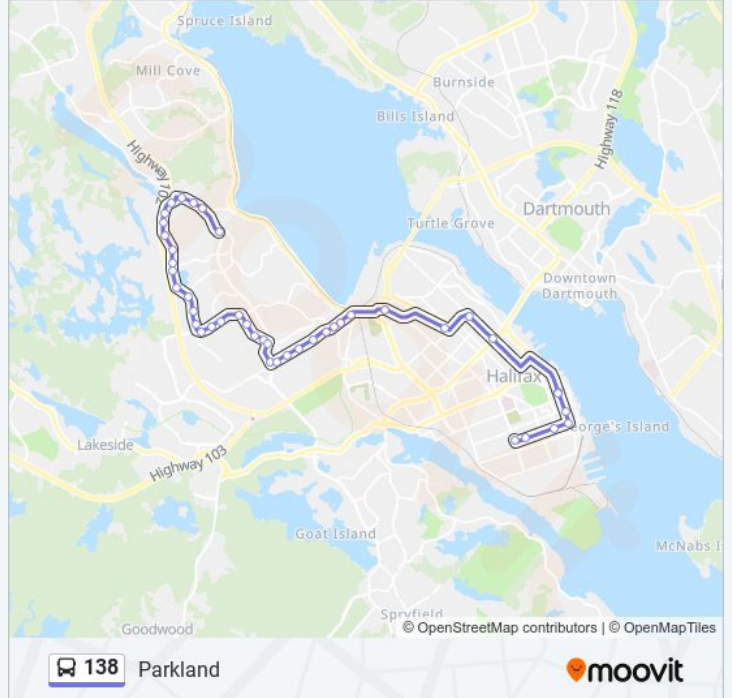 Spruce Island
Mill Cove
Burnside
Bills Island
Highway 118
Highway 102
Dartmouth
Turtle Grove
Downtown
Dartmouth
Halifax
orge's Island
Lakeside
Highway 103
Goat Island
McNabs I
Spryfield
Goodwood
© OpenStreetMap contributors | © OpenMapTiles
138 Parkland
moovit